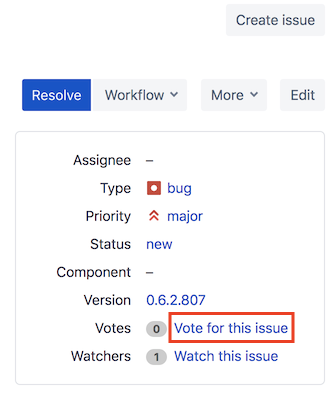 Create issue
Resolve Workflow More Edit
Assignee –
Type bug
Priority major
Status new
Component –
Version 0.6.2.807
Votes 0 Vote for this issue
Watchers 1 Watch this issue